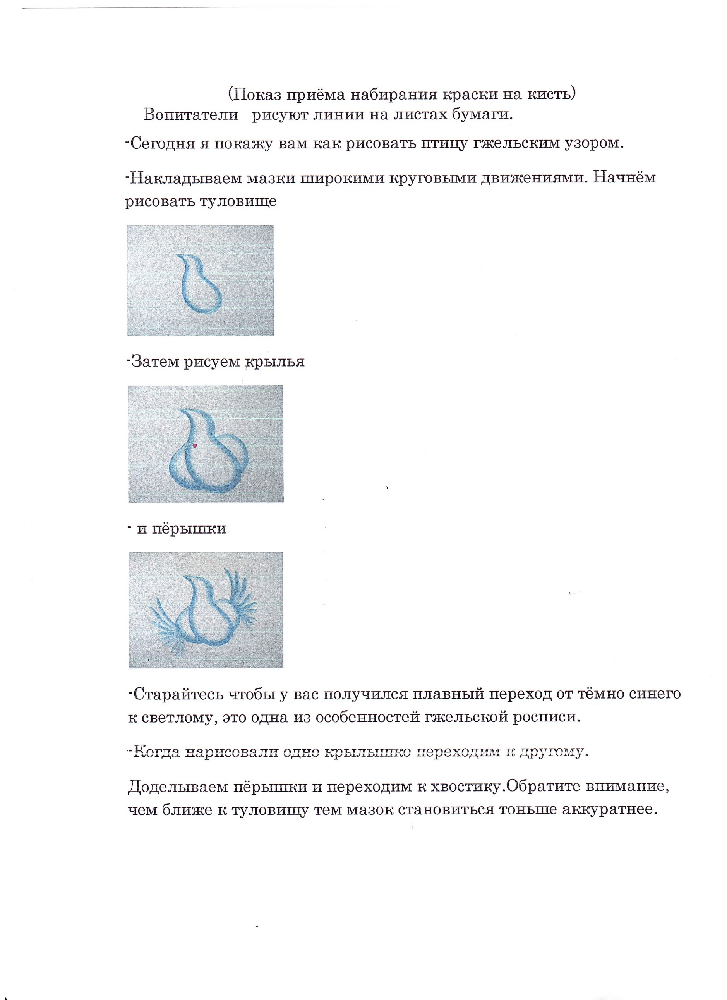 (Показ приёма набирания краски на кисть)
Вопитатели рисуют линии на листах бумаги.
-Сегодня я покажу вам как рисовать птицу гжельским узором.
-Накладываем мазки широкими круговыми движениями. Начнём
рисовать туловище
-Затем рисуем крылья
- и пёрышки
-Старайтесь чтобы у вас получился плавный переход от тёмно синего
к светлому, это одна из особенностей гжельской росписи.
-Когда нарисовали одно крылышко переходим к другому.
Доделываем пёрышки и переходим к хвостику.Обратите внимание,
чем ближе к туловищу тем мазок становиться тоньше аккуратнее.